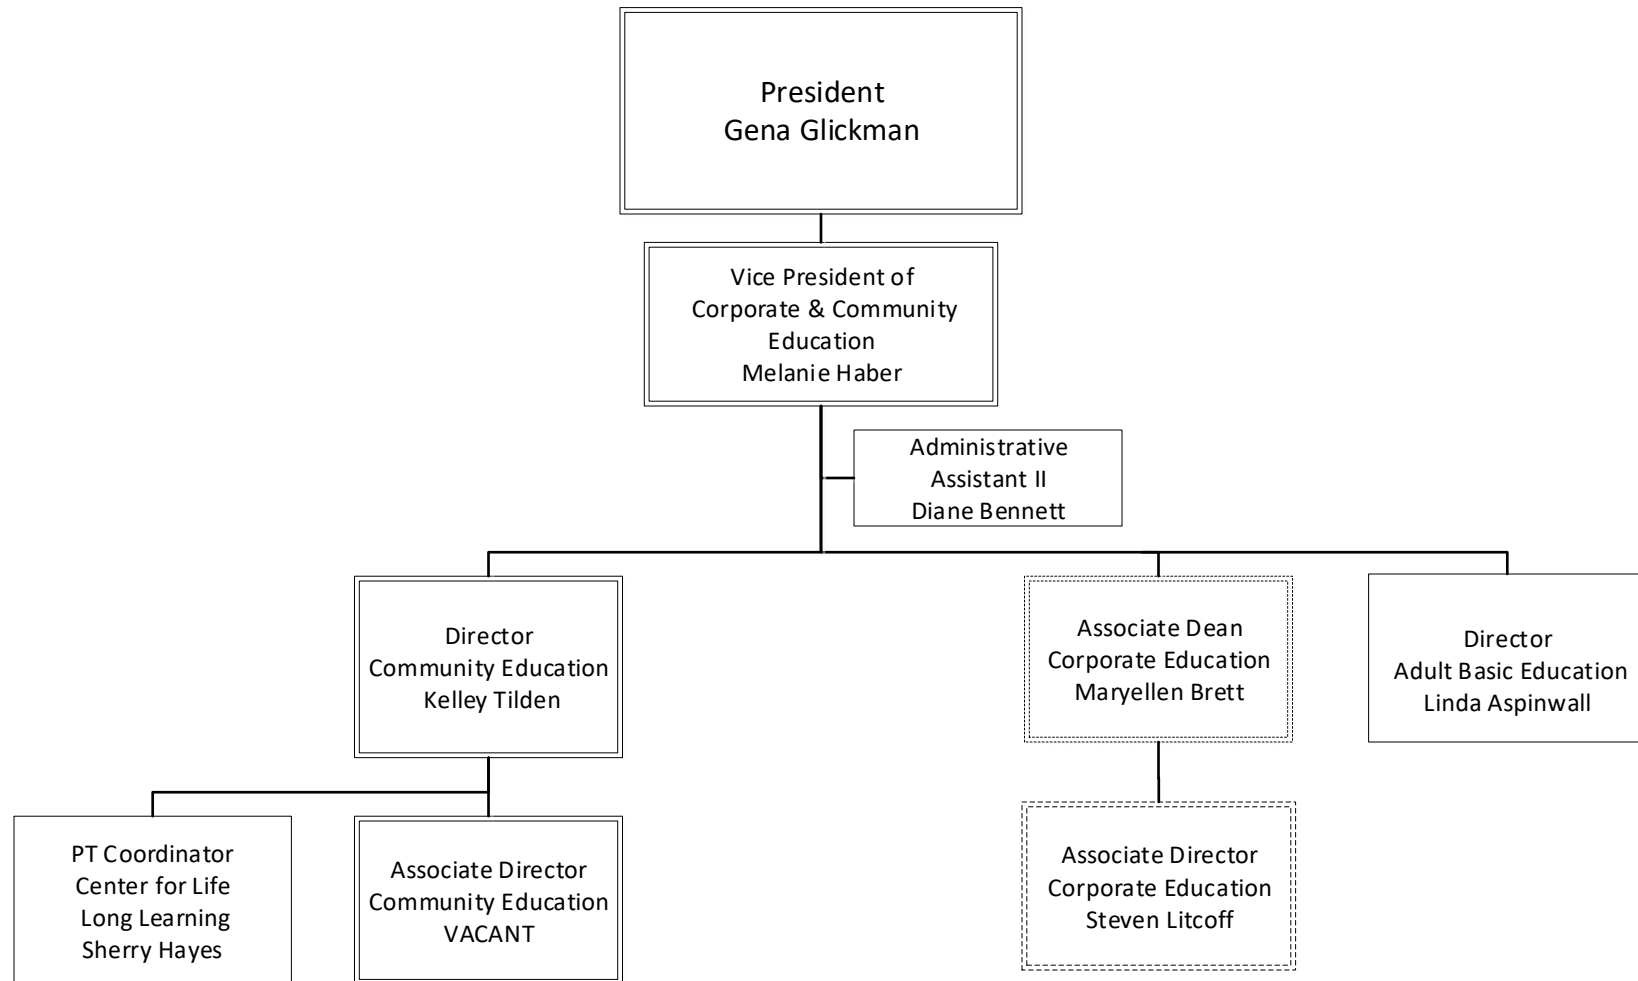 President
Gena Glickman
Vice President of
Corporate & Community
Education
Melanie Haber
Administrative
Assistant II
Diane Bennett
Director
Community Education
Kelley Tilden
Associate Dean
Corporate Education
Maryellen Brett
Director
Adult Basic Education
Linda Aspinwall
PT Coordinator
Center for Life
Long Learning
Sherry Hayes
Associate Director
Community Education
VACANT
Associate Director
Corporate Education
Steven Litcoff